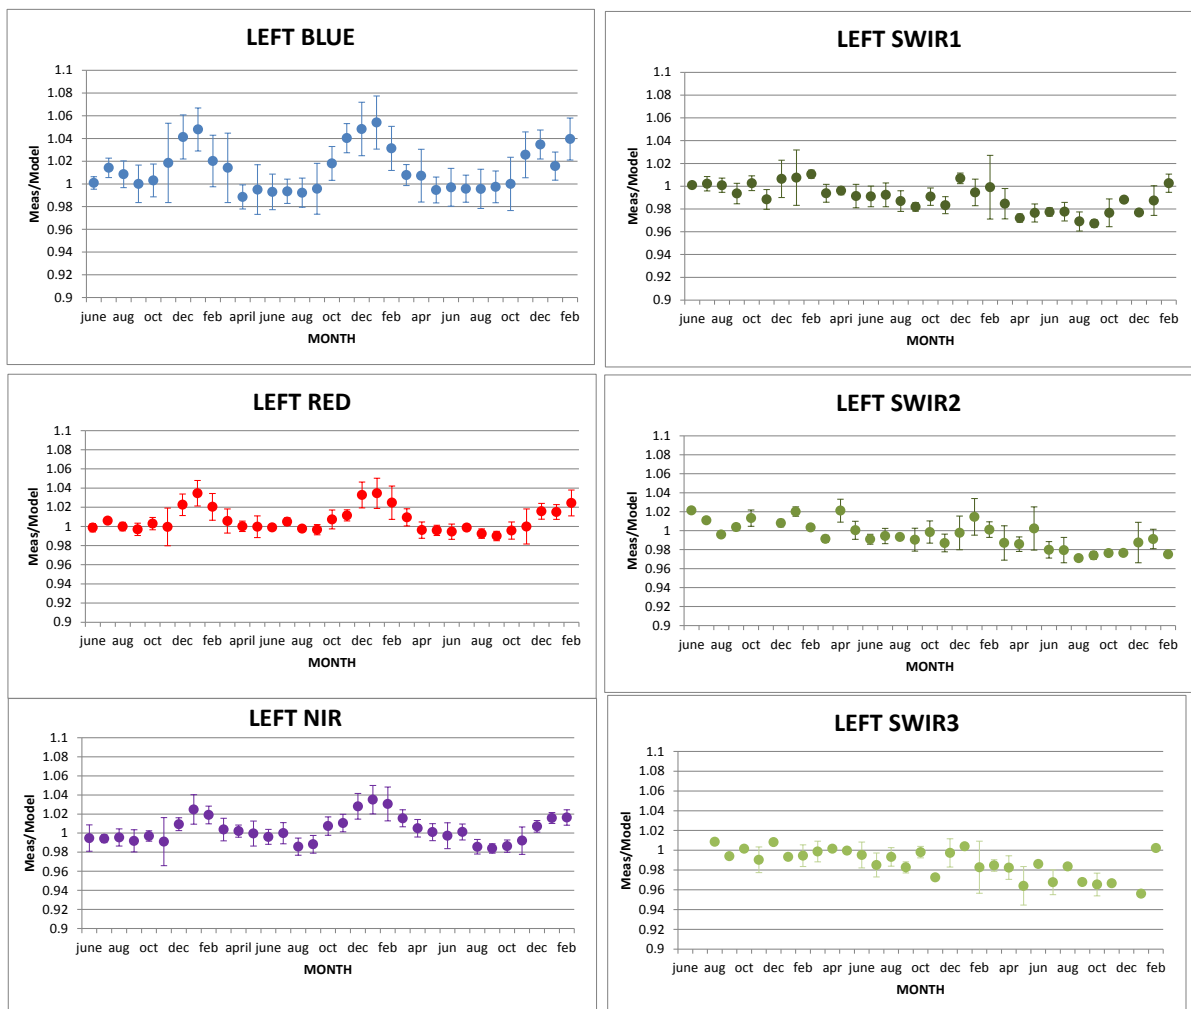 LEFT BLUE
1.1
1.08
1.06
1.04
1.02
1
0.98
0.96
0.94
0.92
0.9
Meas/Model
june aug oct dec feb april june aug oct dec feb apr jun aug oct dec feb
MONTH
LEFT SWIR1
1.1
1.08
1.06
1.04
1.02
1
0.98
0.96
0.94
0.92
0.9
Meas/Model
june aug oct dec feb apri june aug oct dec feb apr jun aug oct dec feb
MONTH
LEFT RED
1.1
1.08
1.06
1.04
1.02
1
0.98
0.96
0.94
0.92
0.9
Meas/Model
june aug oct dec feb april june aug oct dec feb apr jun aug oct dec feb
MONTH
LEFT SWIR2
1.1
1.08
1.06
1.04
1.02
1
0.98
0.96
0.94
0.92
0.9
Meas/Model
june aug oct dec feb apr june aug oct dec feb apr jun aug oct dec feb
MONTH
LEFT NIR
1.1
1.08
1.06
1.04
1.02
1
0.98
0.96
0.94
0.92
0.9
Meas/Model
june aug oct dec feb april june aug oct dec feb apr jun aug oct dec feb
MONTH
LEFT SWIR3
1.1
1.08
1.06
1.04
1.02
1
0.98
0.96
0.94
0.92
0.9
Meas/Model
june aug oct dec feb apr june aug oct dec feb apr jun aug oct dec feb
MONTH